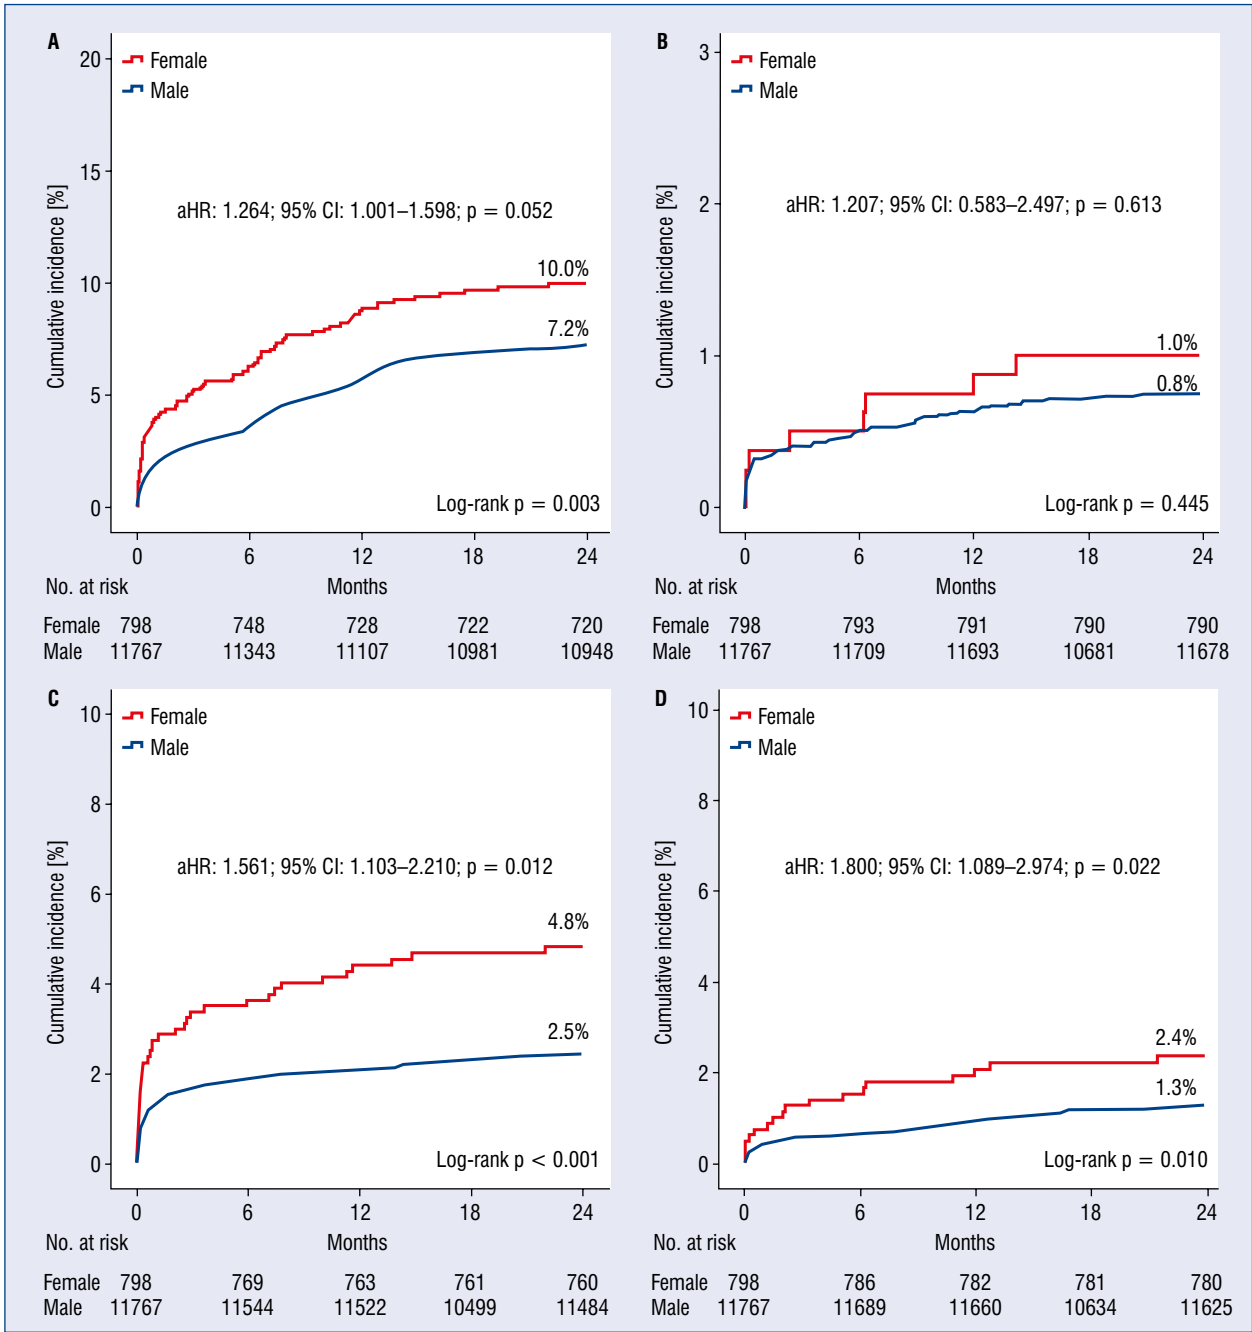 A
Female
Male
20
15
10
5
0
Cumulative incidence [%]
aHR: 1.264; 95% CI: 1.001–1.598; p = 0.052
10.0%
7.2%
Log-rank p = 0.003
0 6 12 18 24
No. at risk Months
Female 798 748 728 722 720
Male 11767 11343 11107 10981 10948
B
Female
Male
3
2
1
0
Cumulative incidence [%]
aHR: 1.207; 95% CI: 0.583–2.497; p = 0.613
1.0%
0.8%
Log-rank p = 0.445
0 6 12 18 24
No. at risk Months
Female 798 793 791 790 790
Male 11767 11709 11693 10681 11678
C
Female
Male
10
8
6
4
2
0
Cumulative incidence [%]
aHR: 1.561; 95% CI: 1.103–2.210; p = 0.012
4.8%
2.5%
Log-rank p < 0.001
0 6 12 18 24
No. at risk Months
Female 798 769 763 761 760
Male 11767 11544 11522 10499 11484
D
Female
Male
10
8
6
4
2
0
Cumulative incidence [%]
aHR: 1.800; 95% CI: 1.089–2.974; p = 0.022
2.4%
1.3%
Log-rank p = 0.010
0 6 12 18 24
No. at risk Months
Female 798 786 782 781 780
Male 11767 11689 11660 10634 11625